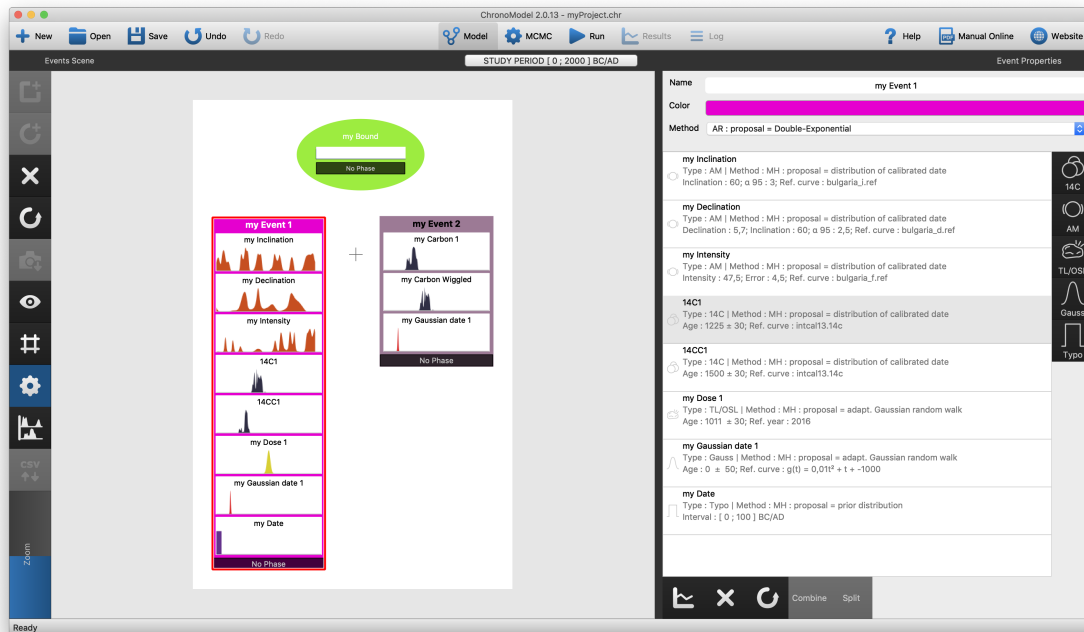 ChronoModel 2.0.13 - myProject.chr
New Open Save Undo Redo Model MCMC Run Results Log Help PDF Manual Online Website
Events Scene STUDY PERIOD [ 0 ; 2000 ] BC/AD Event Properties
my Bound
No Phase
my Event 1
my Inclination
my Declination
my Intensity
14C1
14CC1
my Dose 1
my Gaussian date 1
my Date
No Phase
my Event 2
my Carbon 1
my Carbon Wiggled
my Gaussian date 1
No Phase
CSV
Zoom
Name my Event 1
Color
Method AR : proposal = Double-Exponential
my Inclination
Type : AM | Method : MH : proposal = distribution of calibrated date
Inclination : 60; α 95 : 3; Ref. curve : bulgaria_i.ref
my Declination
Type : AM | Method : MH : proposal = distribution of calibrated date
Declination : 5,7; Inclination : 60; α 95 : 2,5; Ref. curve : bulgaria_d.ref
my Intensity
Type : AM | Method : MH : proposal = distribution of calibrated date
Intensity : 47,5; Error : 4,5; Ref. curve : bulgaria_f.ref
14C1
Type : 14C | Method : MH : proposal = distribution of calibrated date
Age : 1225 ± 30; Ref. curve : intcal13.14c
14CC1
Type : 14C | Method : MH : proposal = distribution of calibrated date
Age : 1500 ± 30; Ref. curve : intcal13.14c
my Dose 1
Type : TL/OSL | Method : MH : proposal = adapt. Gaussian random walk
Age : 1011 ± 30; Ref. year : 2016
my Gaussian date 1
Type : Gauss | Method : MH : proposal = adapt. Gaussian random walk
Age : 0 ± 50; Ref. curve : g(t) = 0,01t² + t + -1000
my Date
Type : Typo | Method : MH : proposal = prior distribution
Interval : [ 0 ; 100 ] BC/AD
14C
AM
TL/OSL
Gauss
Typo
Combine Split
Ready